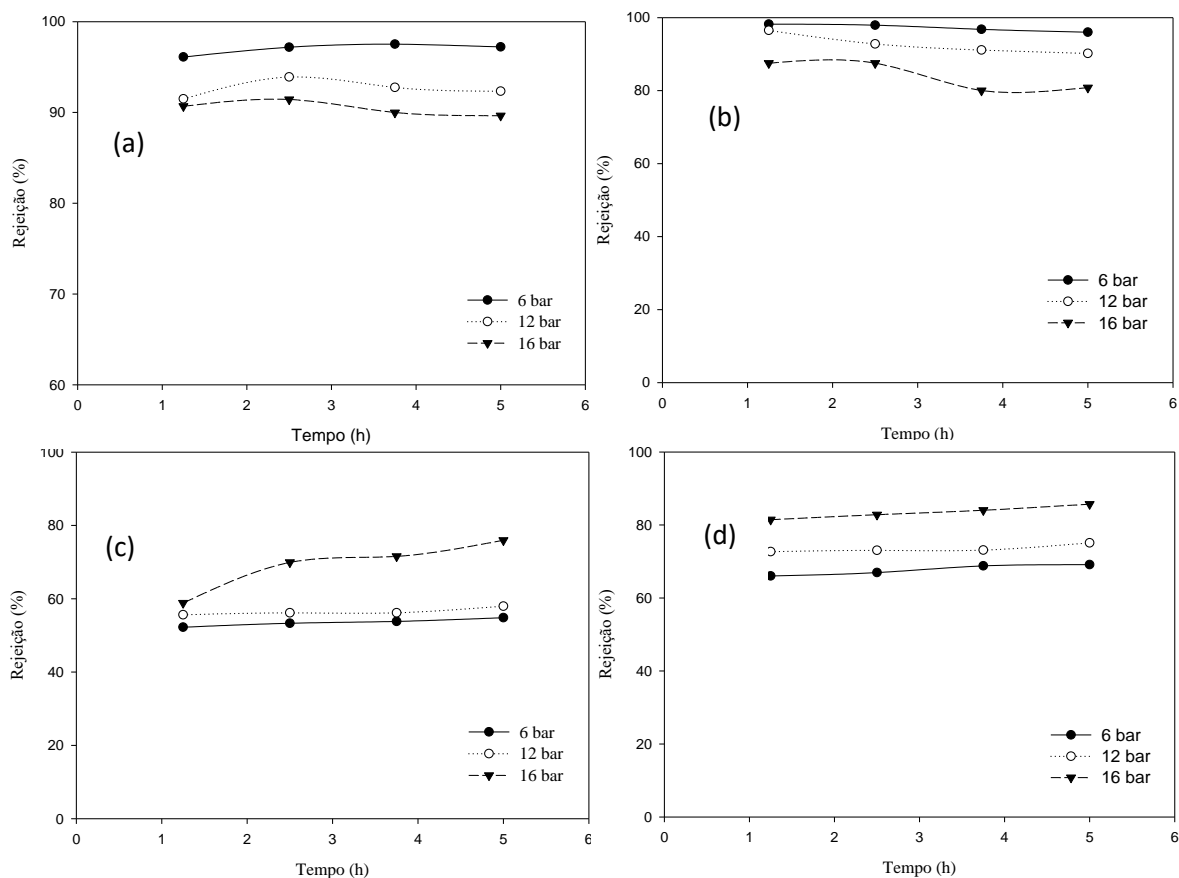 100
90
80
70
60
0 1 2 3 4 5 6
Rejeição (%)
Tempo (h)
(a)
6 bar
12 bar
16 bar
100
80
60
40
20
0
0 1 2 3 4 5 6
Rejeição (%)
Tempo (h)
(b)
6 bar
12 bar
16 bar
100
80
60
40
20
0
0 1 2 3 4 5 6
Rejeição (%)
Tempo (h)
(c)
6 bar
12 bar
16 bar
100
80
60
40
20
0
0 1 2 3 4 5 6
Rejeição (%)
Tempo (h)
(d)
6 bar
12 bar
16 bar